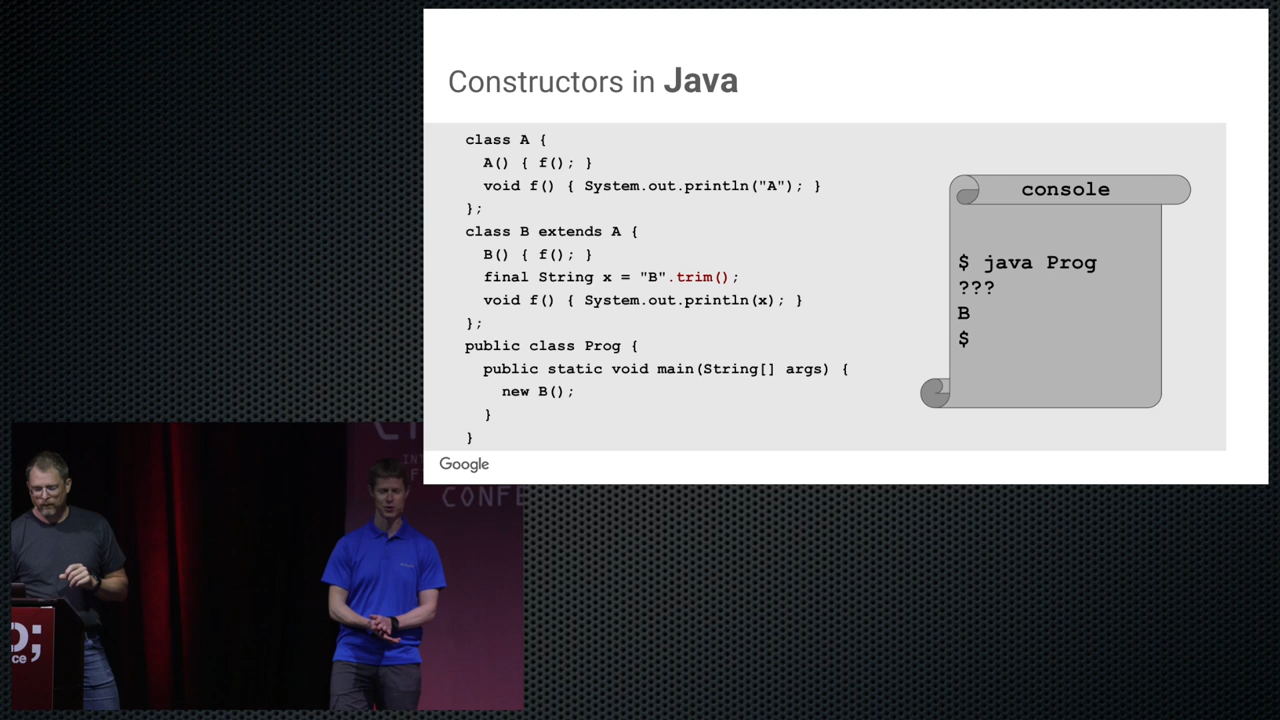 Constructors in Java
class A {
A() { f(); }
void f() { System.out.println("A"); }
};
class B extends A {
B() { f(); }
final String x = "B".trim();
void f() { System.out.println(x); }
};
public class Prog {
public static void main(String[] args) {
new B();
}
}
console
$ java Prog
???
B
$
Google
CONFE